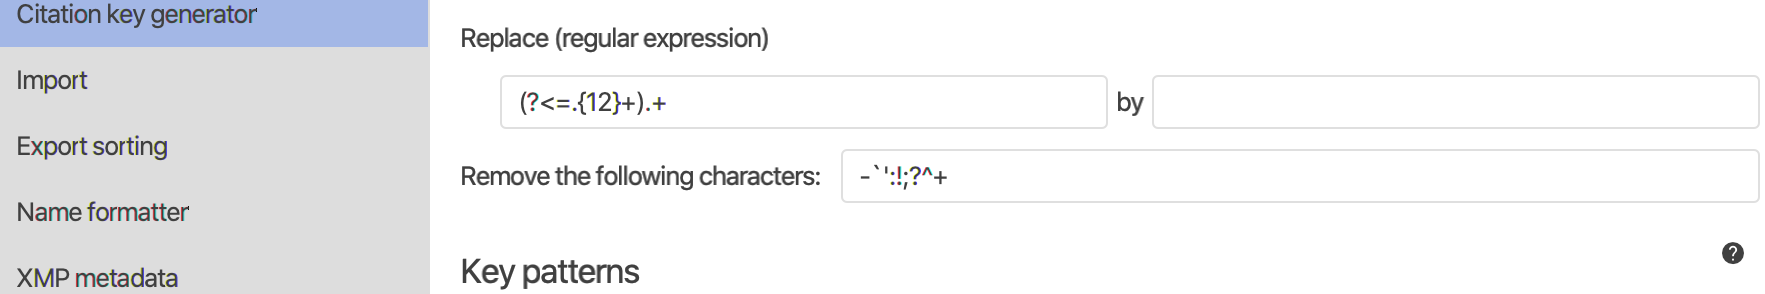 Citation key generator
Import
Export sorting
Name formatter
XMP metadata
Replace (regular expression)
(?<=.{12}+).+ by
Remove the following characters: -`':!;?^+
Key patterns
?